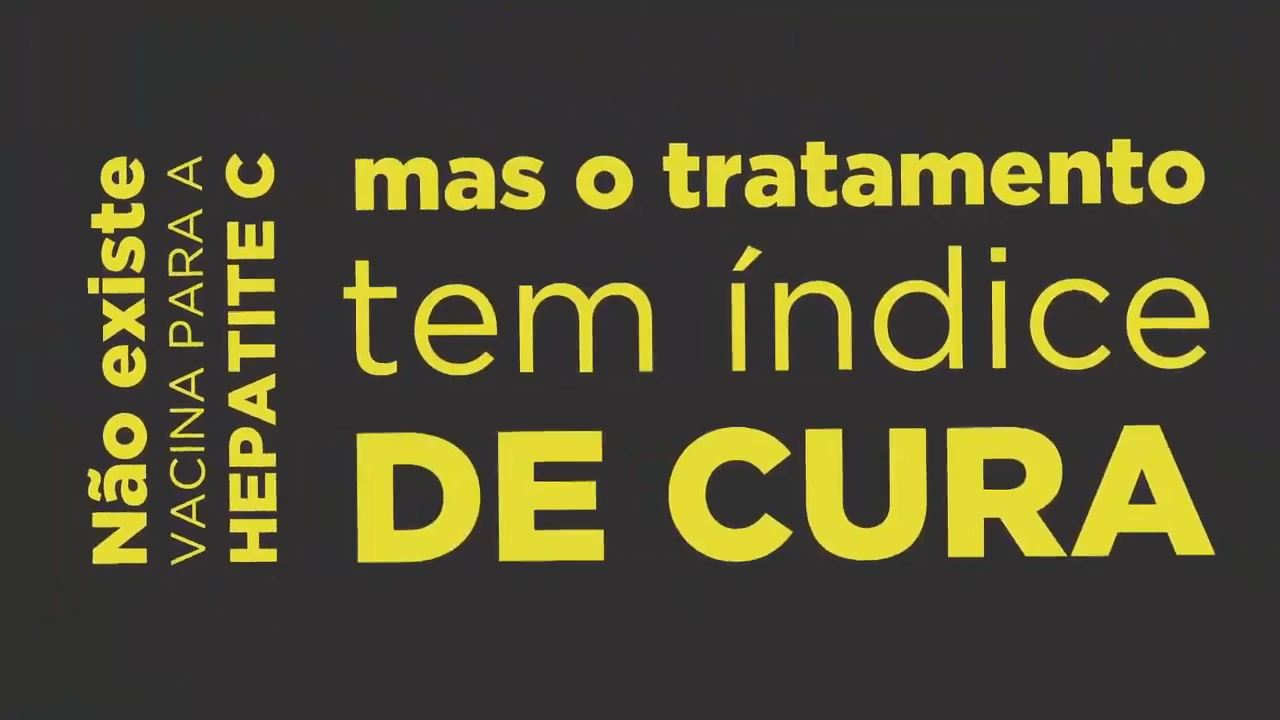 Não existe
VACINA PARA A
HEPATITE C
mas o tratamento
tem índice
DE CURA